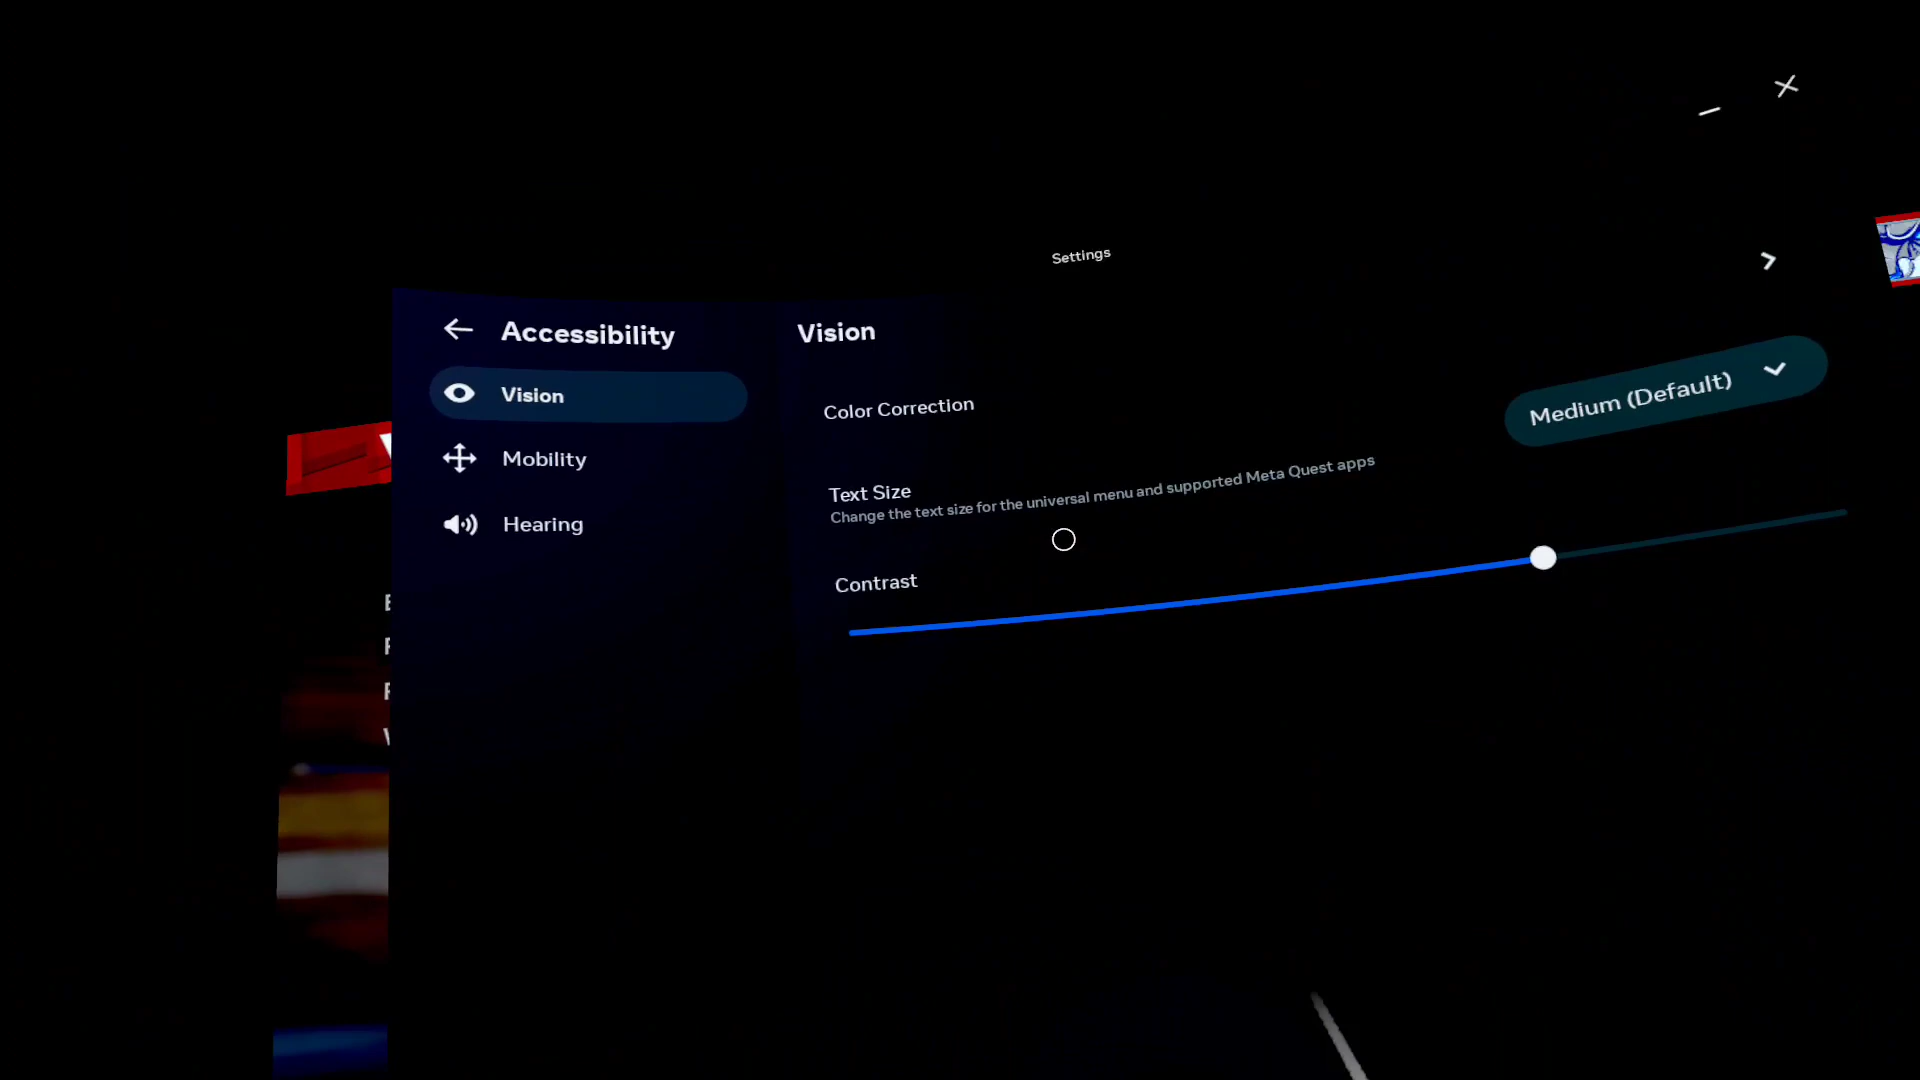 Settings
Accessibility
Vision
Mobility
Hearing
Vision
Color Correction
Medium (Default)
Text Size
Change the text size for the universal menu and supported Meta Quest apps
Contrast